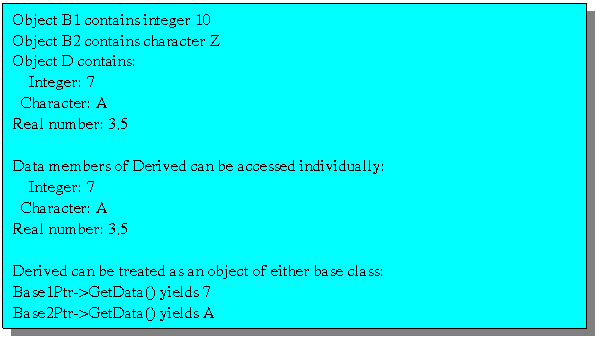 Object B1 contains integer 10
Object B2 contains character Z
Object D contains:
Integer: 7
Character: A
Real number: 3.5
Data members of Derived can be accessed individually:
Integer: 7
Character: A
Real number: 3.5
Derived can be treated as an object of either base class:
Base1Ptr->GetData() yields 7
Base2Ptr->GetData() yields A